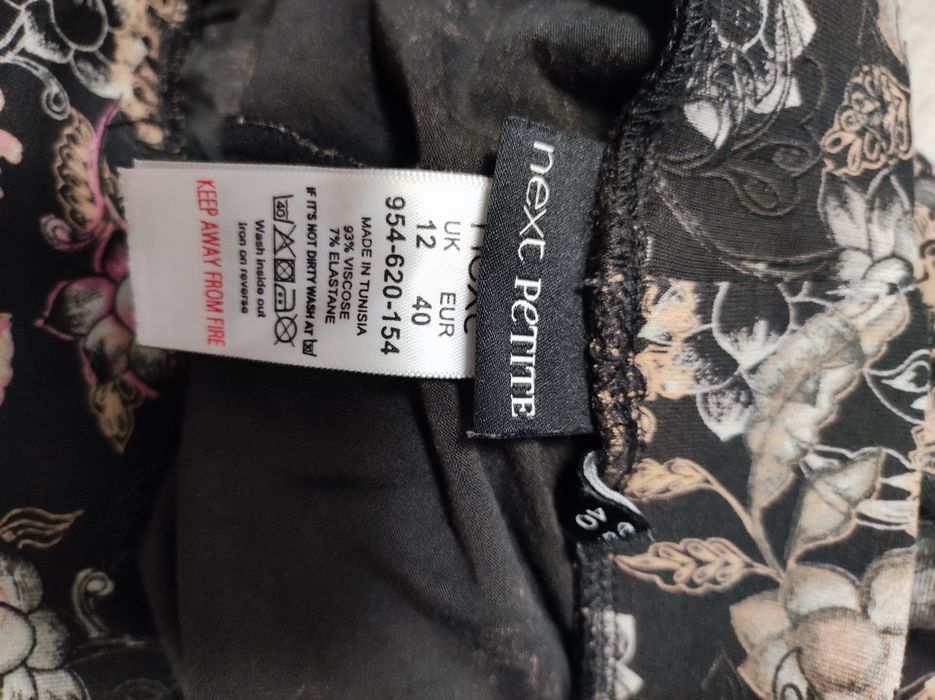 next PETITE
UK EUR
12 40
954-620-154
MADE IN TUNISIA
93% VISCOSE
7% ELASTANE
IF IT'S NOT DIRTY WASH AT
40
Wash inside out
iron on reverse
KEEP AWAY FROM FIRE